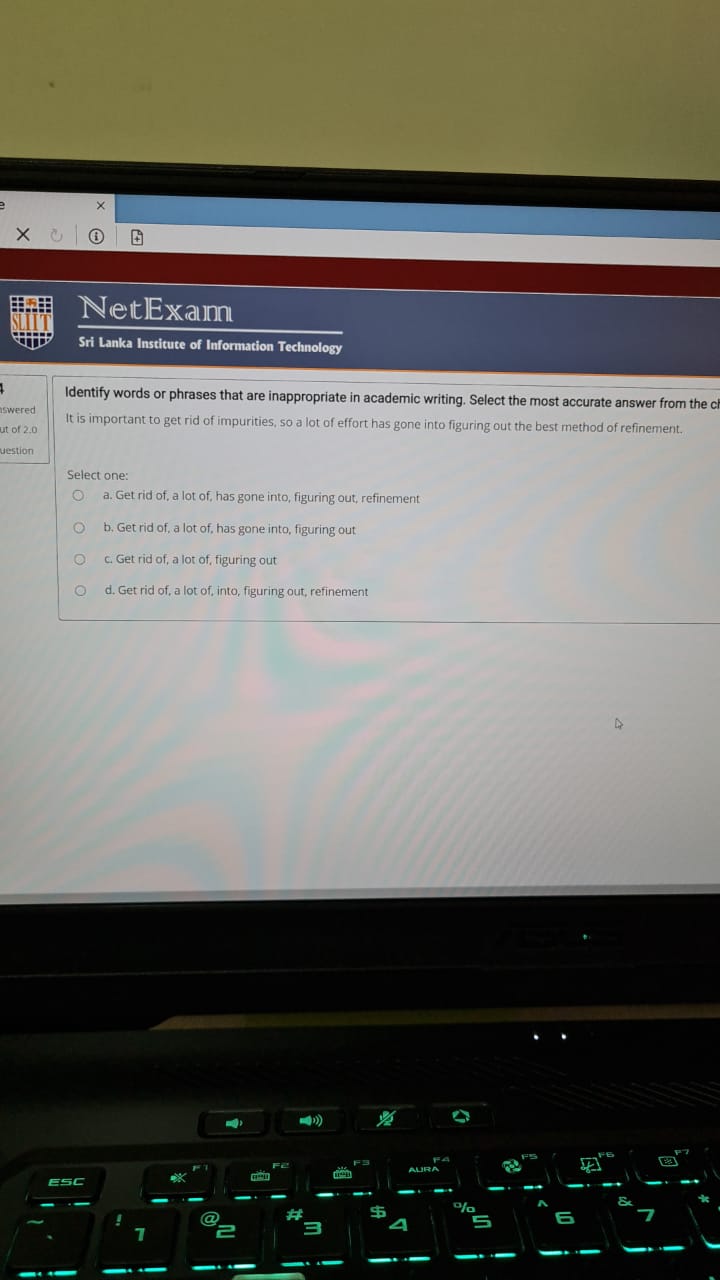 NetExam
SLIIT
Sri Lanka Institute of Information Technology
Identify words or phrases that are inappropriate in academic writing. Select the most accurate answer from the
It is important to get rid of impurities, so a lot of effort has gone into figuring out the best method of refinement.
ut of 2.0
Select one:
a. Get rid of, a lot of, has gone into, figuring out, refinement
b. Get rid of, a lot of, has gone into, figuring out
c. Get rid of, a lot of, figuring out
d. Get rid of, a lot of, into, figuring out, refinement
ESC
F1
F2
F3
F4
AURA
F5
F6
F7
~ `
! 1
@ 2
# 3
$ 4
% 5
^ 6
& 7
*